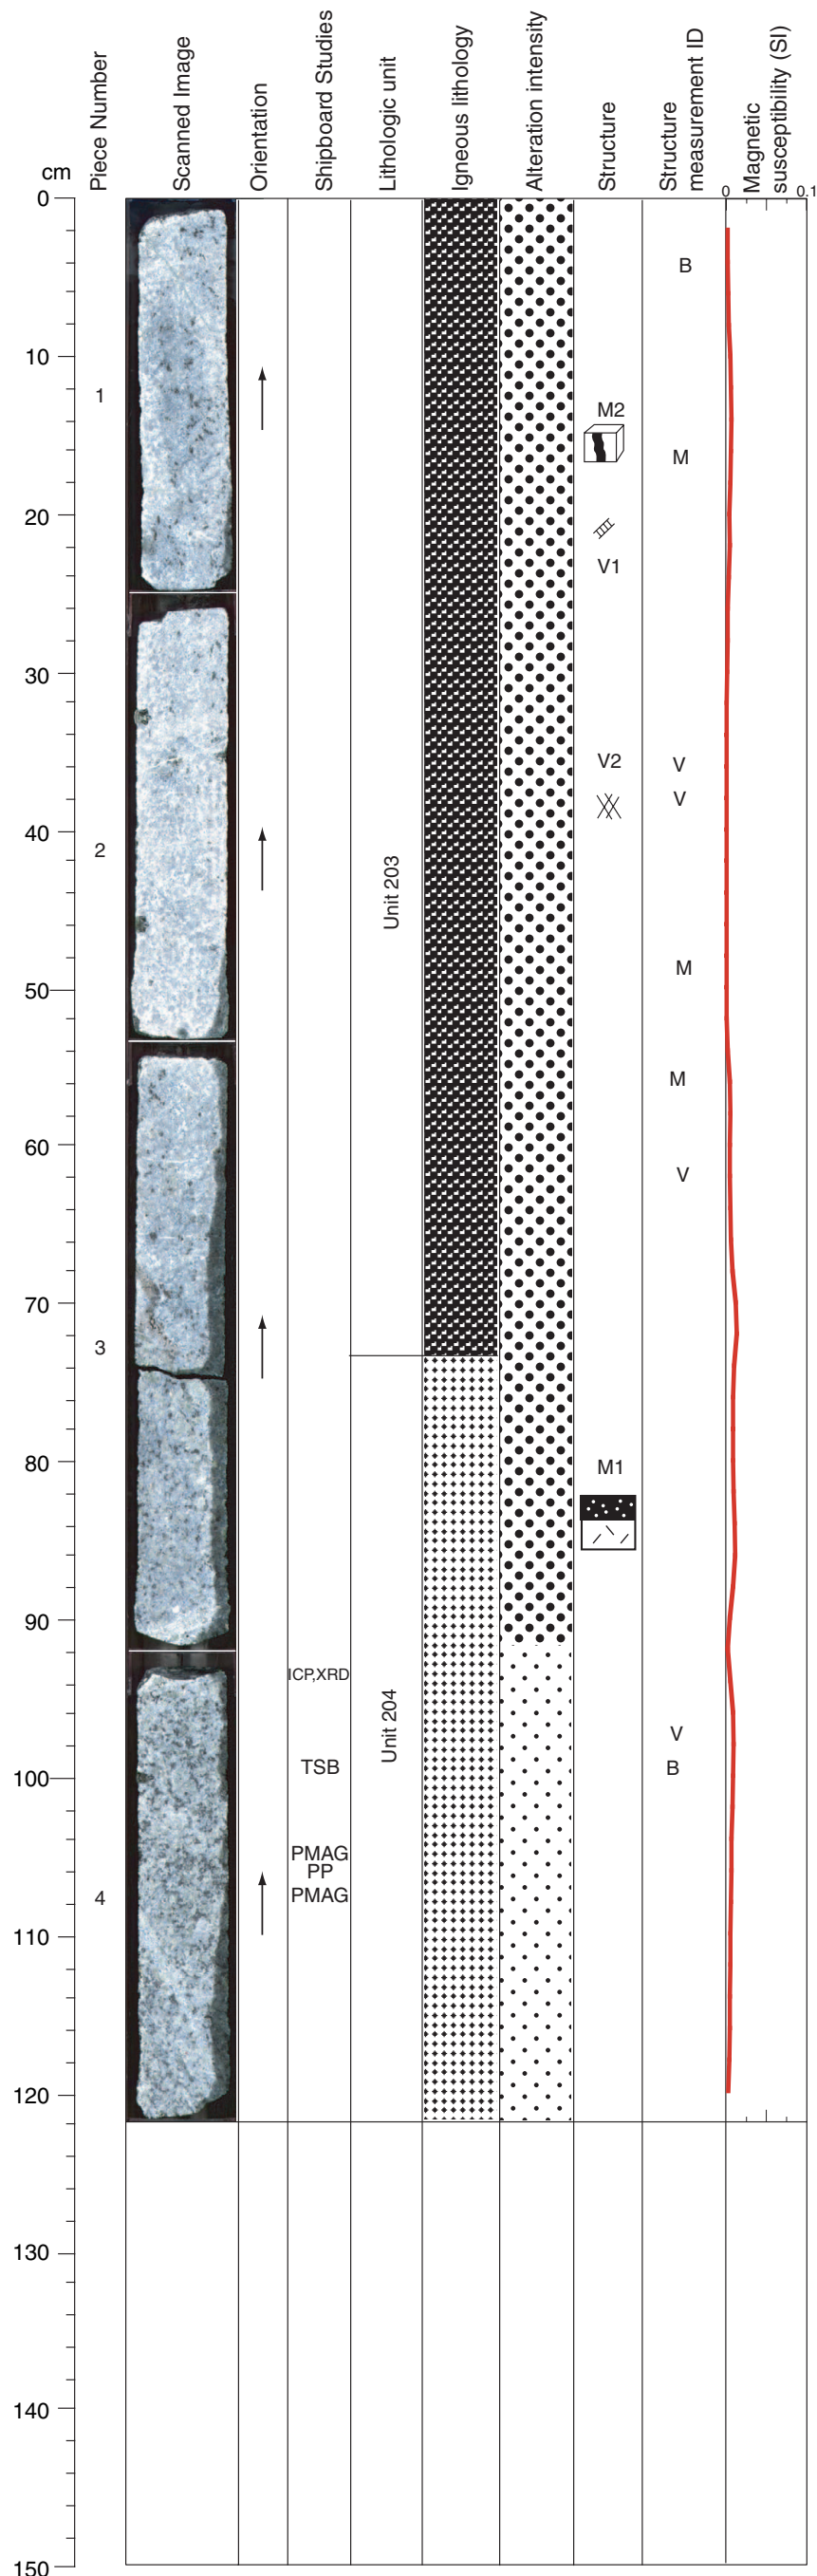 cm
Piece Number
Scanned Image
Orientation
Shipboard Studies
Lithologic unit
Igneous lithology
Alteration intensity
Structure
Structure
measurement ID
Magnetic
susceptibility (SI)
0 0.1
0
B
10
1
M2
M
20
V1
30
V2 V
V
40
2
Unit 203
M
50
M
60
V
70
3
80
M1
90
ICP,XRD
Unit 204
V
100
TSB B
PMAG
PP
4 PMAG
110
120
130
140
150